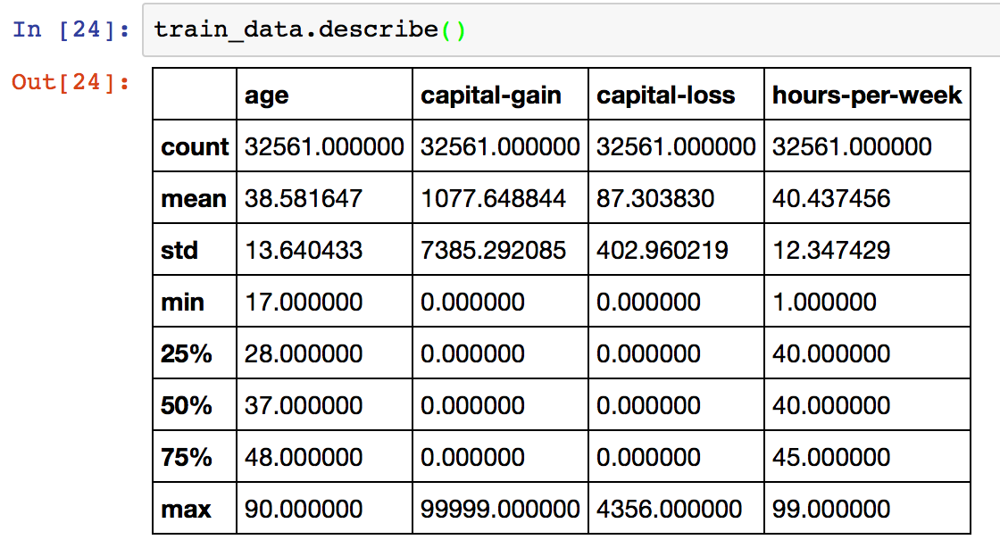 In [24]: train_data.describe()
Out[24]:
age capital-gain capital-loss hours-per-week
count 32561.000000 32561.000000 32561.000000 32561.000000
mean 38.581647 1077.648844 87.303830 40.437456
std 13.640433 7385.292085 402.960219 12.347429
min 17.000000 0.000000 0.000000 1.000000
25% 28.000000 0.000000 0.000000 40.000000
50% 37.000000 0.000000 0.000000 40.000000
75% 48.000000 0.000000 0.000000 45.000000
max 90.000000 99999.000000 4356.000000 99.000000